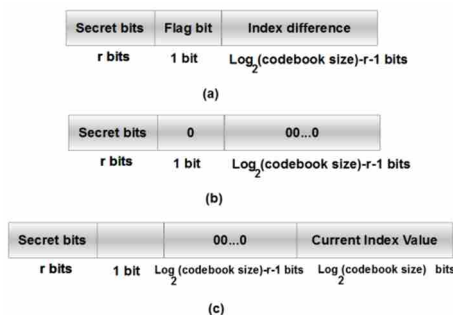 Secret bits Flag bit Index difference
r bits 1 bit Log2(codebook size)-r-1 bits
(a)
Secret bits 0 00...0
r bits 1 bit Log2(codebook size)-r-1 bits
(b)
Secret bits 00...0 Current Index Value
r bits 1 bit Log2(codebook size)-r-1 bits Log2(codebook size) bits
(c)